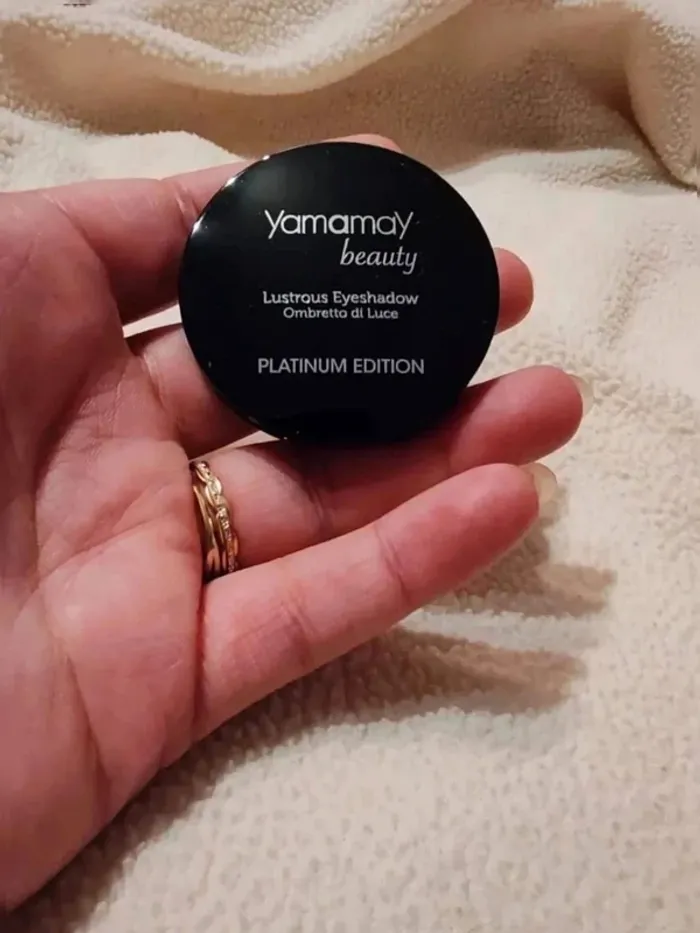 yamamay
beauty
Lustrous Eyeshadow
Ombretto di Luce
PLATINUM EDITION